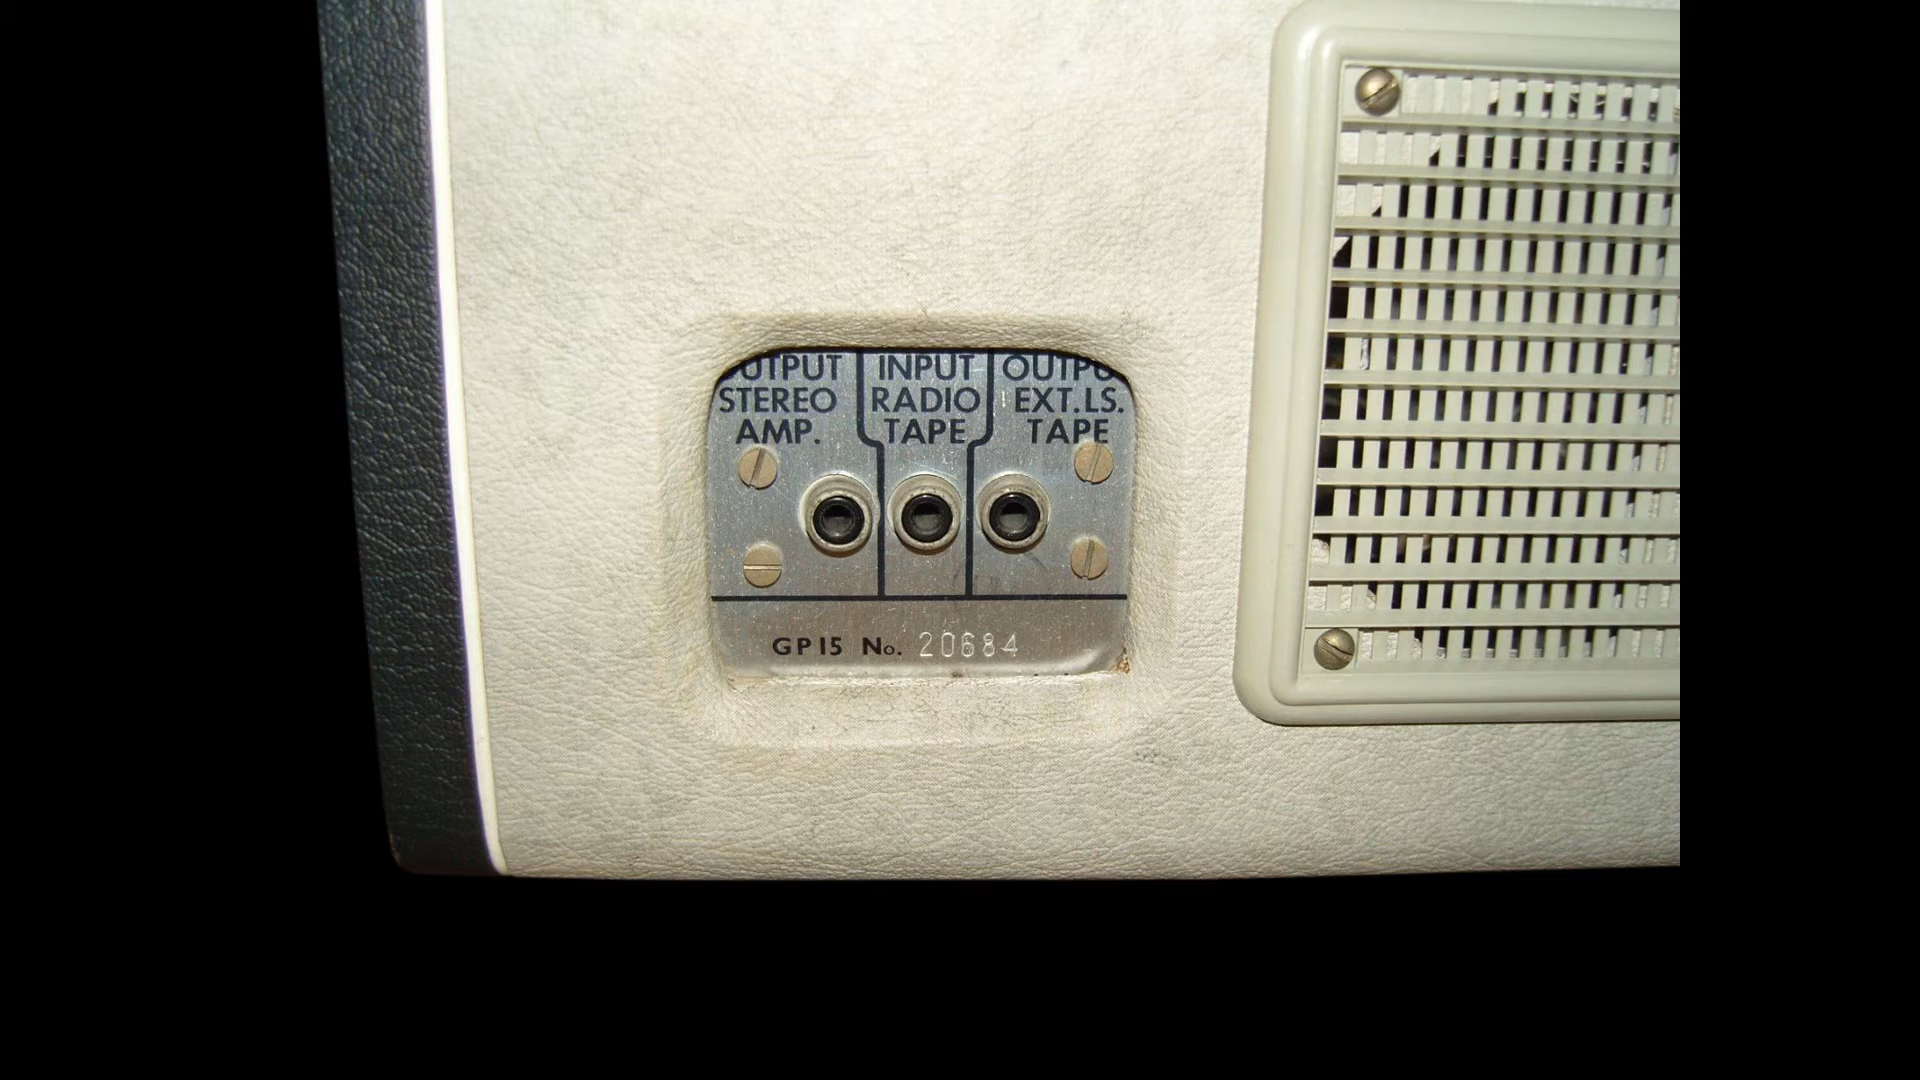 OUTPUT INPUT OUTPUT
STEREO RADIO EXT.LS.
AMP. TAPE TAPE
GP15 No. 20684